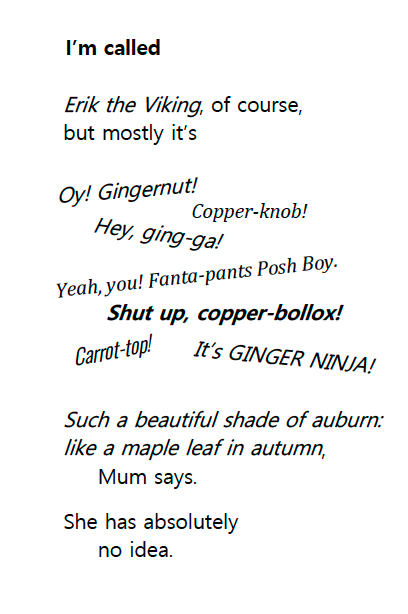 I'm called
Erik the Viking, of course,
but mostly it's
Oy! Gingernut!
Copper-knob!
Hey, ging-ga!
Yeah, you! Fanta-pants Posh Boy.
Shut up, copper-bollox!
Carrot-top!
It's GINGER NINJA!
Such a beautiful shade of auburn:
like a maple leaf in autumn,
Mum says.
She has absolutely
no idea.